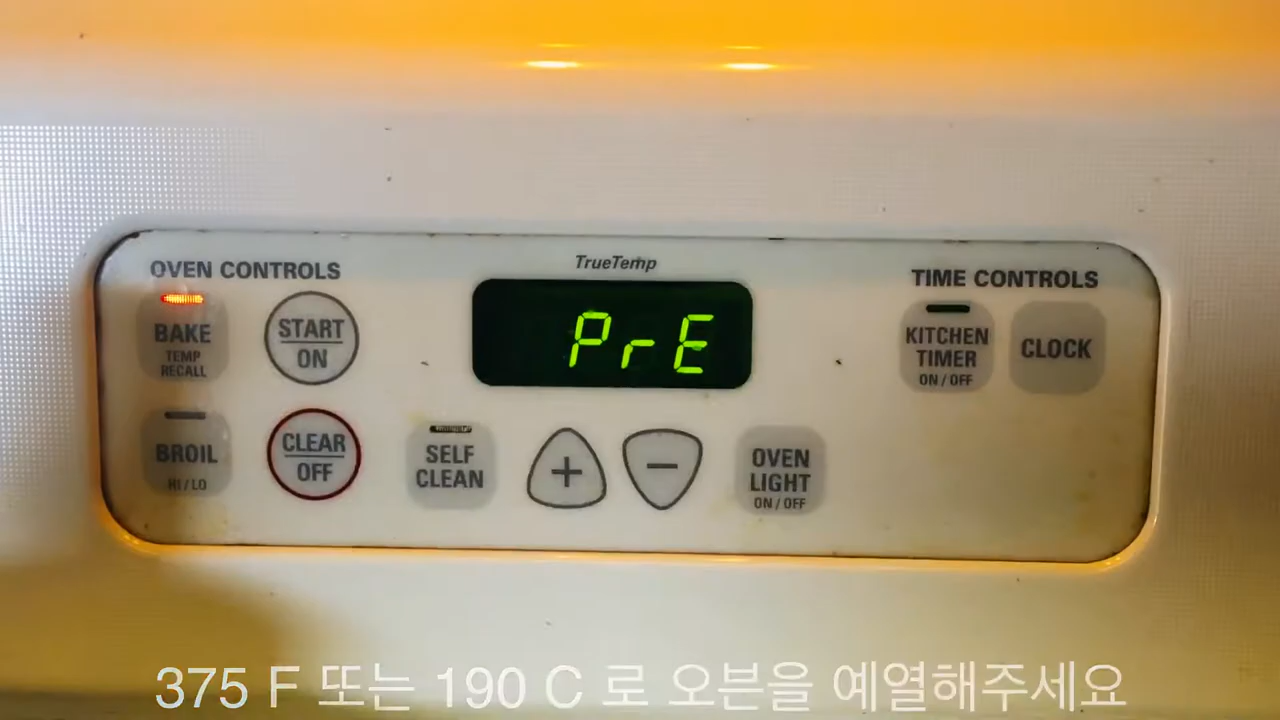 TrueTemp
OVEN CONTROLS
TIME CONTROLS
BAKE
TEMP
RECALL
START
ON
PrE
KITCHEN
TIMER
ON / OFF
CLOCK
BROIL
HI / LO
CLEAR
OFF
SELF
CLEAN
+
−
OVEN
LIGHT
ON / OFF
375 F 또는 190 C 로 오븐을 예열해주세요